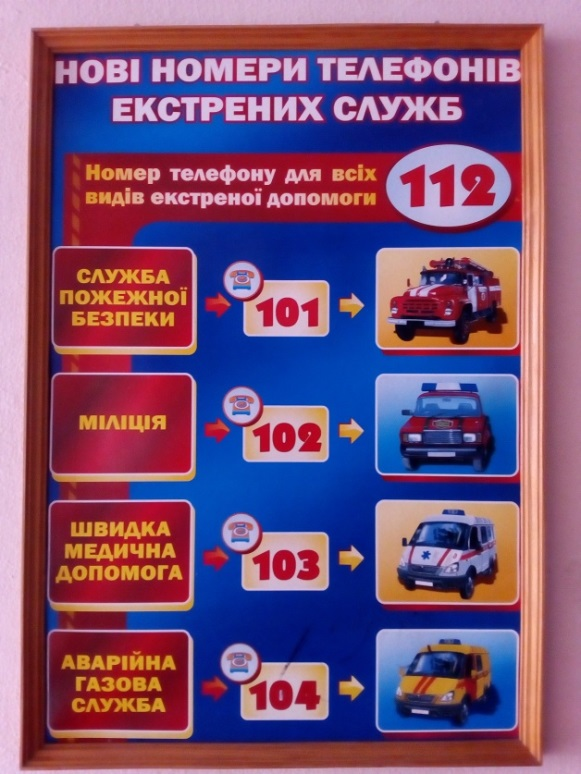 НОВІ НОМЕРИ ТЕЛЕФОНІВ
ЕКСТРЕНИХ СЛУЖБ
Номер телефону для всіх
видів екстреної допомоги
112
СЛУЖБА
ПОЖЕЖНОЇ
БЕЗПЕКИ
101
МІЛІЦІЯ
102
ШВИДКА
МЕДИЧНА
ДОПОМОГА
103
АВАРІЙНА
ГАЗОВА
СЛУЖБА
104